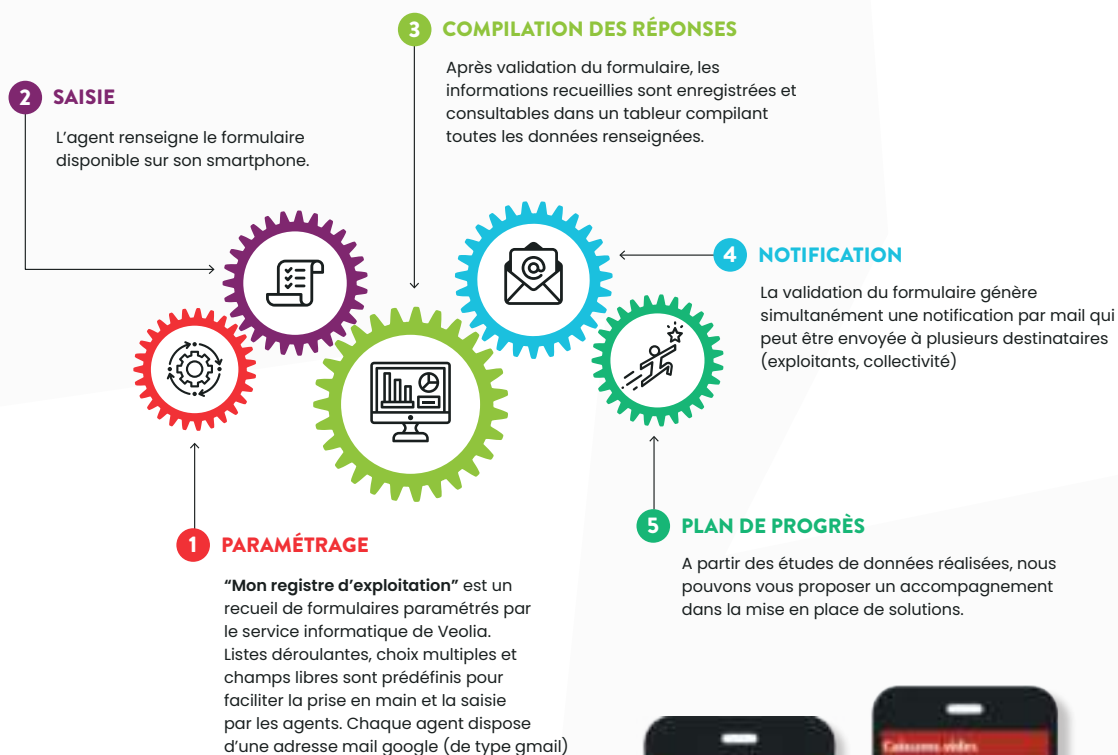 3 COMPILATION DES RÉPONSES
Après validation du formulaire, les
informations recueillies sont enregistrées et
consultables dans un tableur compilant
toutes les données renseignées.
2 SAISIE
L'agent renseigne le formulaire
disponible sur son smartphone.
@
4 NOTIFICATION
La validation du formulaire génère
simultanément une notification par mail qui
peut être envoyée à plusieurs destinataires
(exploitants, collectivité)
1 PARAMÉTRAGE
“Mon registre d'exploitation” est un
recueil de formulaires paramétrés par
le service informatique de Veolia.
Listes déroulantes, choix multiples et
champs libres sont prédéfinis pour
faciliter la prise en main et la saisie
par les agents. Chaque agent dispose
d'une adresse mail google (de type gmail)
5 PLAN DE PROGRÈS
A partir des études de données réalisées, nous
pouvons vous proposer un accompagnement
dans la mise en place de solutions.
Caissons vides